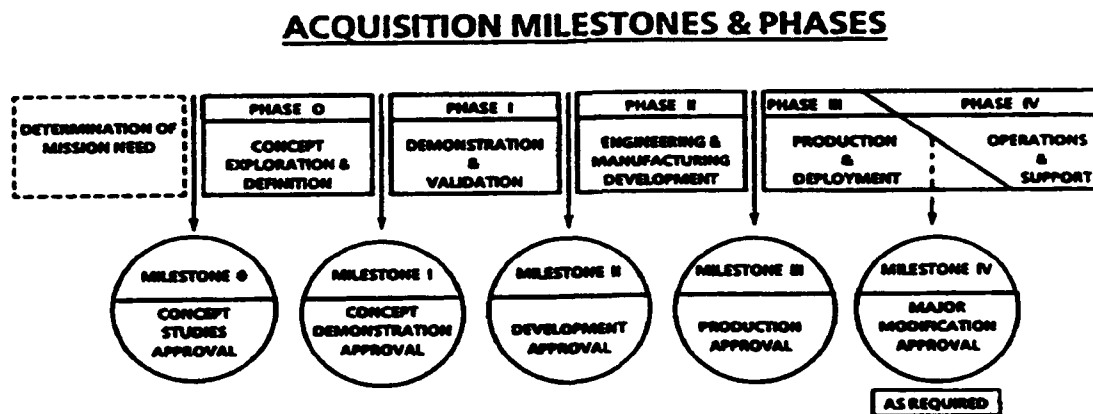 ACQUISITION MILESTONES & PHASES
DETERMINATION OF
MISSION NEED
PHASE 0
CONCEPT
EXPLORATION &
DEFINITION
PHASE I
DEMONSTRATION
&
VALIDATION
PHASE II
ENGINEERING &
MANUFACTURING
DEVELOPMENT
PHASE III
PRODUCTION
&
DEPLOYMENT
PHASE IV
OPERATIONS
&
SUPPORT
MILESTONE 0
CONCEPT
STUDIES
APPROVAL
MILESTONE I
CONCEPT
DEMONSTRATION
APPROVAL
MILESTONE II
DEVELOPMENT
APPROVAL
MILESTONE III
PRODUCTION
APPROVAL
MILESTONE IV
MAJOR
MODIFICATION
APPROVAL
AS REQUIRED